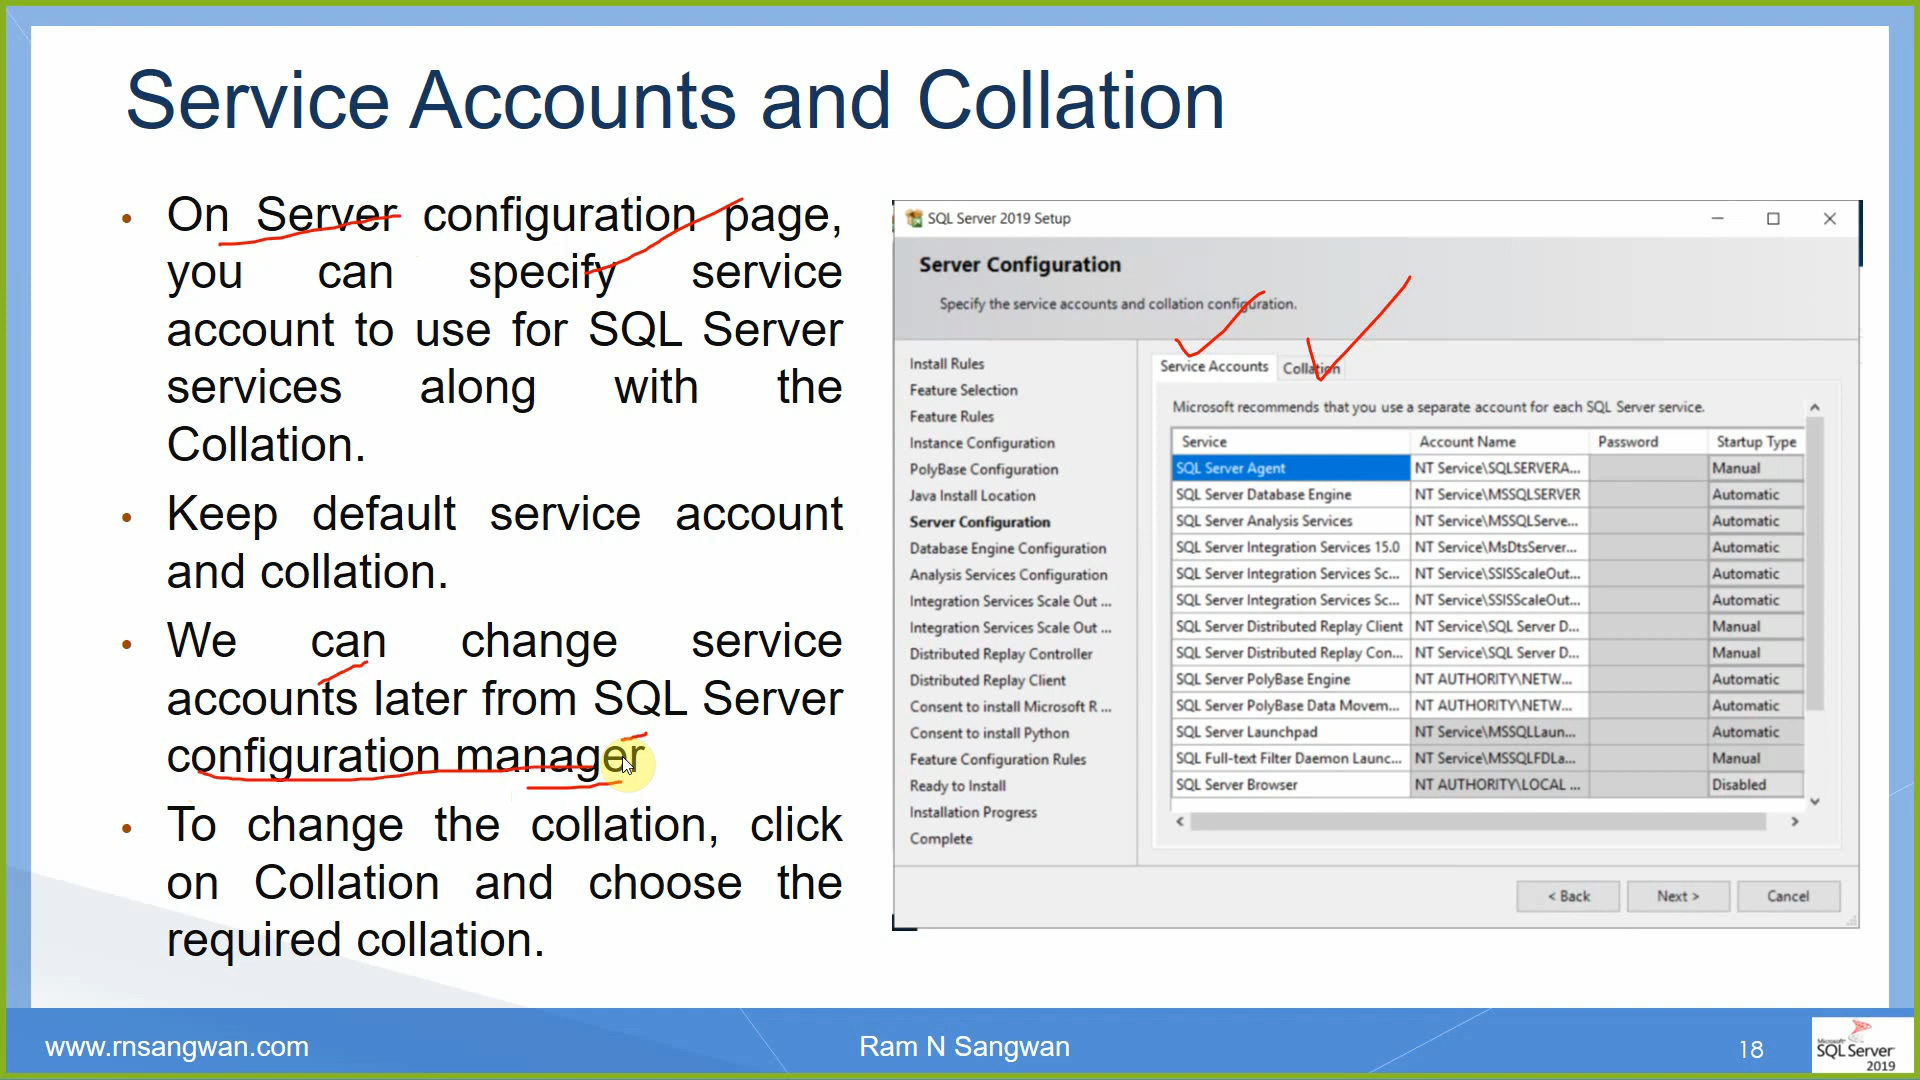 Service Accounts and Collation
• On Server configuration page,
you can specify service
account to use for SQL Server
services along with the
Collation.
• Keep default service account
and collation.
• We can change service
accounts later from SQL Server
configuration manager
• To change the collation, click
on Collation and choose the
required collation.
SQL Server 2019 Setup
Server Configuration
Specify the service accounts and collation configuration.
Install Rules
Feature Selection
Feature Rules
Instance Configuration
PolyBase Configuration
Java Install Location
Server Configuration
Database Engine Configuration
Analysis Services Configuration
Integration Services Scale Out ...
Integration Services Scale Out ...
Distributed Replay Controller
Distributed Replay Client
Consent to install Microsoft R ...
Consent to install Python
Feature Configuration Rules
Ready to Install
Installation Progress
Complete
Service Accounts Collation
Microsoft recommends that you use a separate account for each SQL Server service.
Service Account Name Password Startup Type
SQL Server Agent NT Service\SQLSERVERA... Manual
SQL Server Database Engine NT Service\MSSQLSERVER Automatic
SQL Server Analysis Services NT Service\MSSQLServe... Automatic
SQL Server Integration Services 15.0 NT Service\MsDtsServer... Automatic
SQL Server Integration Services Sc... NT Service\SSISScaleOut... Automatic
SQL Server Integration Services Sc... NT Service\SSISScaleOut... Automatic
SQL Server Distributed Replay Client NT Service\SQL Server D... Manual
SQL Server Distributed Replay Con... NT Service\SQL Server D... Manual
SQL Server PolyBase Engine NT AUTHORITY\NETW... Automatic
SQL Server PolyBase Data Movem... NT AUTHORITY\NETW... Automatic
SQL Server Launchpad NT Service\MSSQLLaun... Automatic
SQL Full-text Filter Daemon Launc... NT Service\MSSQLFDLa... Manual
SQL Server Browser NT AUTHORITY\LOCAL ... Disabled
< Back Next > Cancel
www.rnsangwan.com
Ram N Sangwan
18
Microsoft
SQL Server
2019